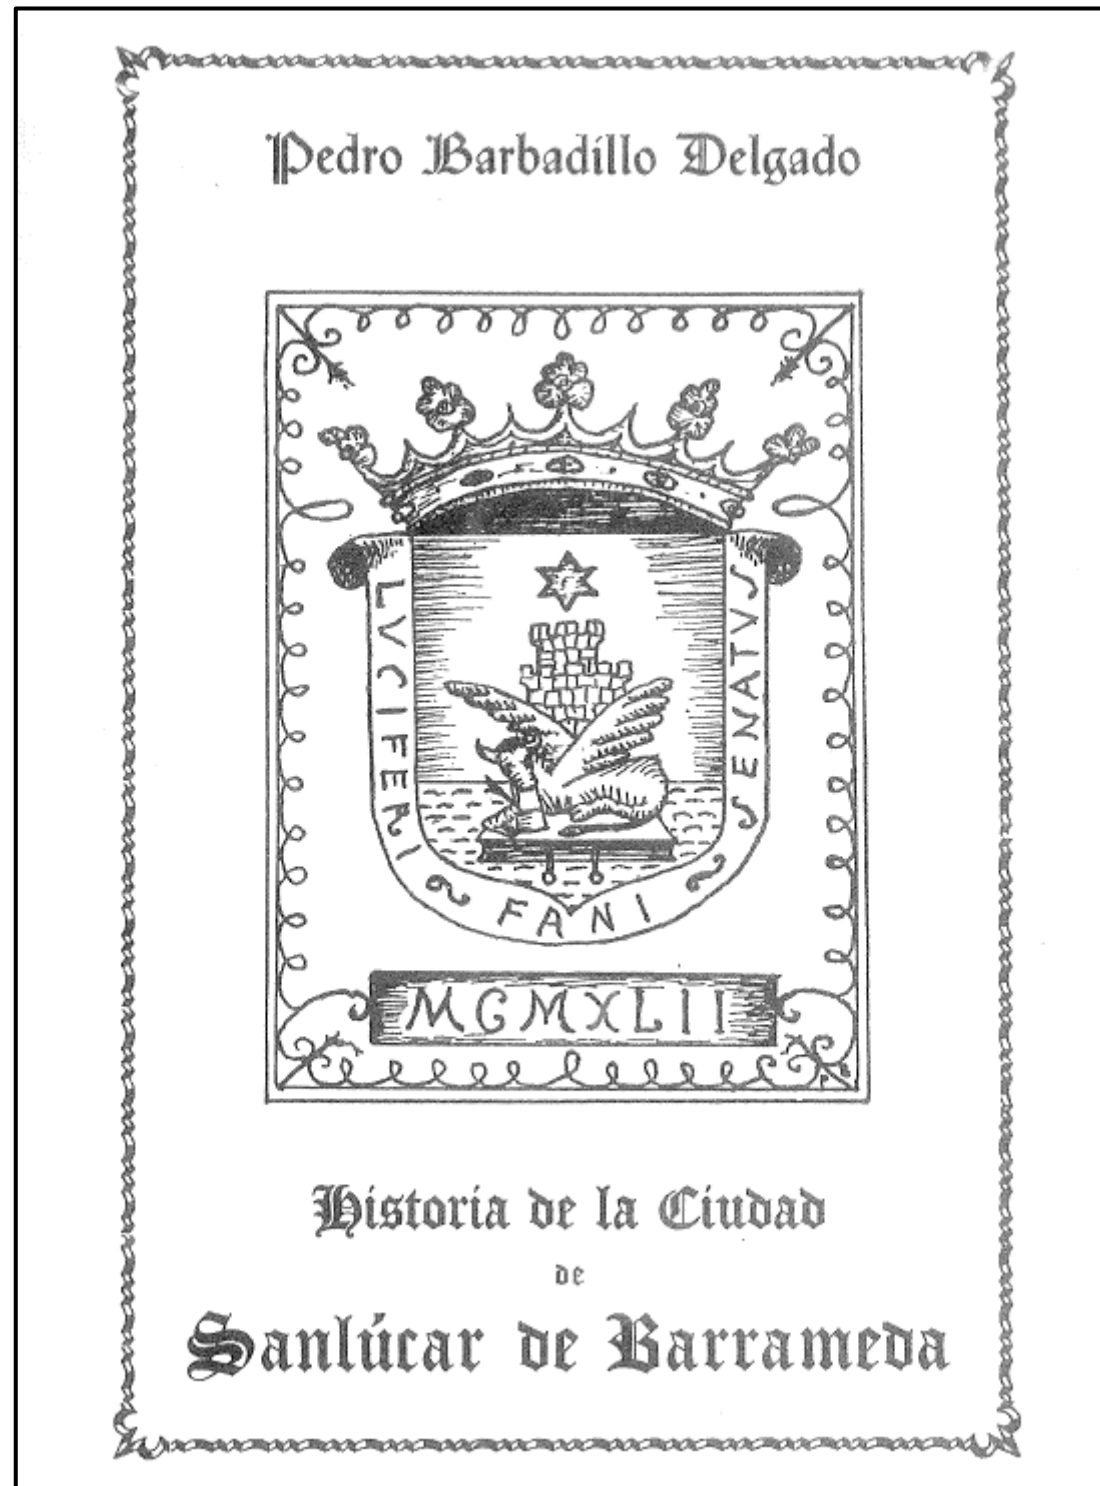 Pedro Barbadillo Delgado
LVCIFERI ~ FANI ~ SENATVS
MCMXLII
Historia de la Ciudad
de
Sanlúcar de Barrameda